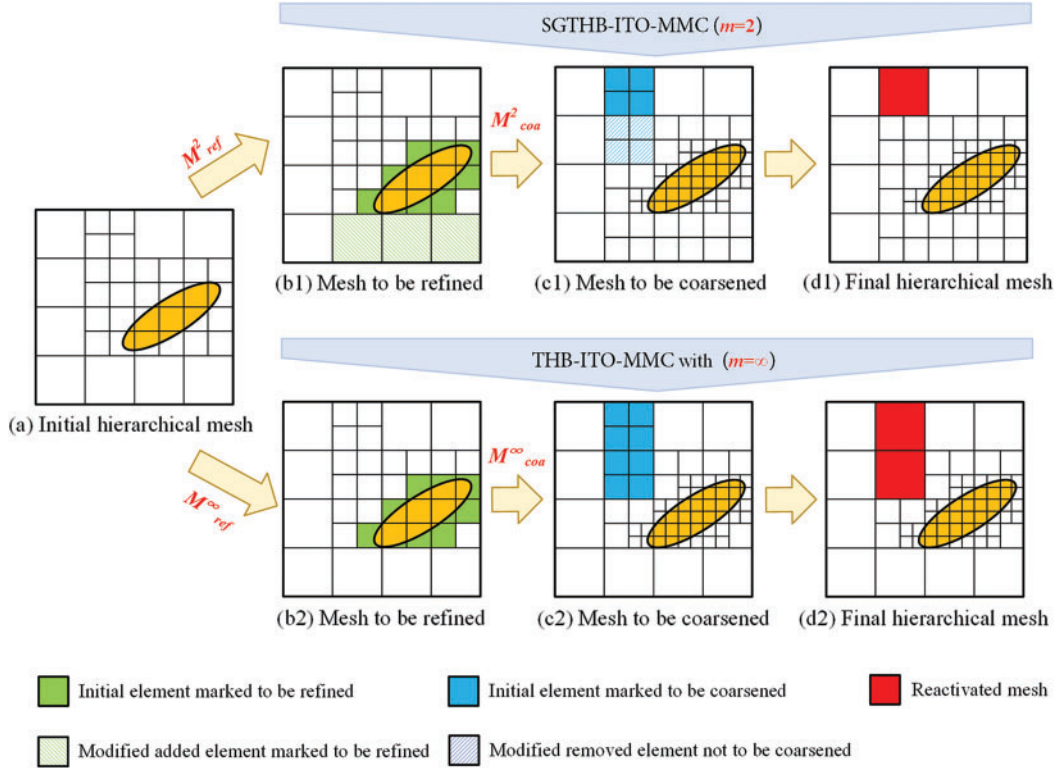 SGTHB-ITO-MMC (m=2)
M²ref
M²coa
(b1) Mesh to be refined
(c1) Mesh to be coarsened
(d1) Final hierarchical mesh
(a) Initial hierarchical mesh
THB-ITO-MMC with (m=∞)
M∞ref
M∞coa
(b2) Mesh to be refined
(c2) Mesh to be coarsened
(d2) Final hierarchical mesh
Initial element marked to be refined
Initial element marked to be coarsened
Reactivated mesh
Modified added element marked to be refined
Modified removed element not to be coarsened